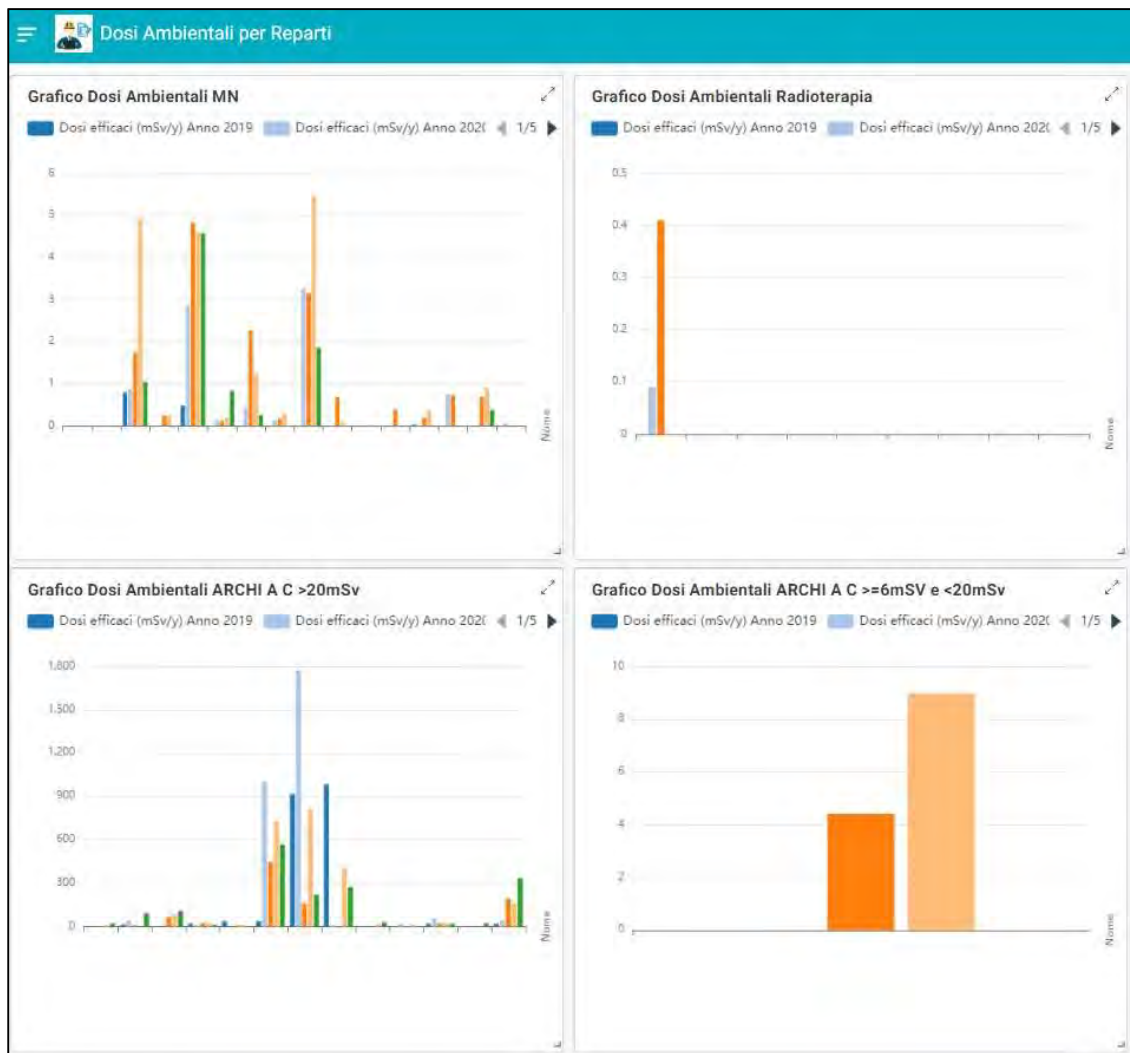 Dosi Ambientali per Reparti
Grafico Dosi Ambientali MN
Dosi efficaci (mSv/y) Anno 2019 Dosi efficaci (mSv/y) Anno 202 1/5
6
5
4
3
2
1
0
Nome
Grafico Dosi Ambientali Radioterapia
Dosi efficaci (mSv/y) Anno 2019 Dosi efficaci (mSv/y) Anno 202 1/5
0.5
0.4
0.3
0.2
0.1
0
Nome
Grafico Dosi Ambientali ARCHI A C >20mSv
Dosi efficaci (mSv/y) Anno 2019 Dosi efficaci (mSv/y) Anno 202 1/5
1,800
1,500
1,200
900
600
300
0
Nome
Grafico Dosi Ambientali ARCHI A C >=6mSV e <20mSv
Dosi efficaci (mSv/y) Anno 2019 Dosi efficaci (mSv/y) Anno 2020 1/5
10
8
6
4
2
0
Nome